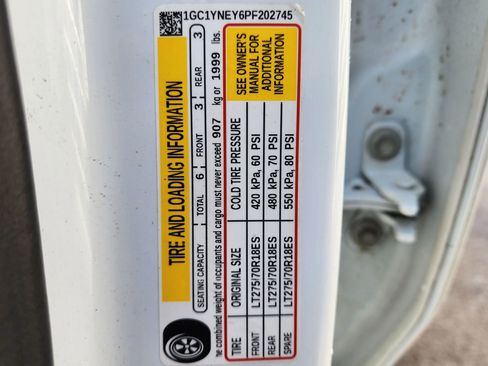 1GC1YNEY6PF202745
TIRE AND LOADING INFORMATION
SEATING CAPACITY TOTAL 6 FRONT 3 REAR 3
he combined weight of occupants and cargo must never exceed 907 kg or 1999 lbs.
TIRE ORIGINAL SIZE COLD TIRE PRESSURE
FRONT LT275/70R18ES 420 kPa, 60 PSI
REAR LT275/70R18ES 480 kPa, 70 PSI
SPARE LT275/70R18ES 550 kPa, 80 PSI
SEE OWNER'S
MANUAL FOR
ADDITIONAL
INFORMATION